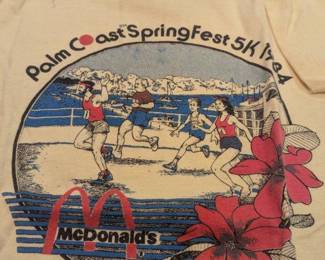 Palm Coast SpringFest 5K 1984
McDonald's